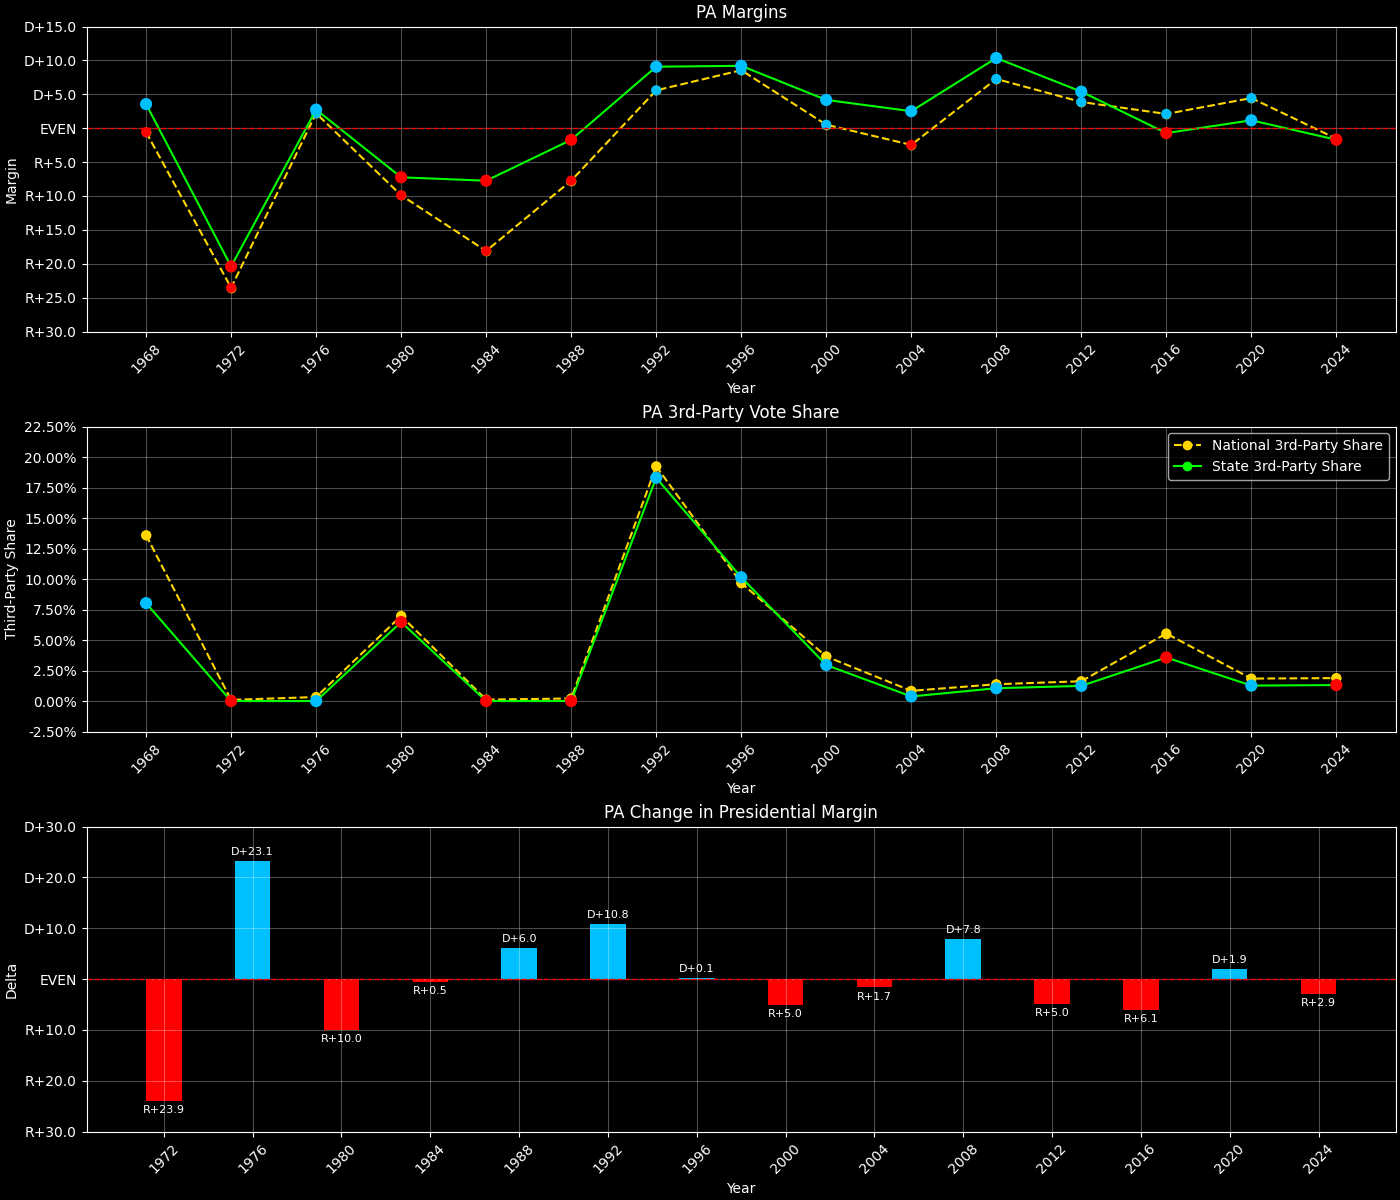 PA Margins
D+15.0
D+10.0
D+5.0
EVEN
R+5.0
R+10.0
R+15.0
R+20.0
R+25.0
R+30.0
Margin
1968 1972 1976 1980 1984 1988 1992 1996 2000 2004 2008 2012 2016 2020 2024
Year
PA 3rd-Party Vote Share
22.50%
20.00%
17.50%
15.00%
12.50%
10.00%
7.50%
5.00%
2.50%
0.00%
-2.50%
Third-Party Share
National 3rd-Party Share
State 3rd-Party Share
1968 1972 1976 1980 1984 1988 1992 1996 2000 2004 2008 2012 2016 2020 2024
Year
PA Change in Presidential Margin
D+30.0
D+20.0
D+10.0
EVEN
R+10.0
R+20.0
R+30.0
Delta
R+23.9
D+23.1
R+10.0
R+0.5
D+6.0
D+10.8
D+0.1
R+5.0
R+1.7
D+7.8
R+5.0
R+6.1
D+1.9
R+2.9
1972 1976 1980 1984 1988 1992 1996 2000 2004 2008 2012 2016 2020 2024
Year